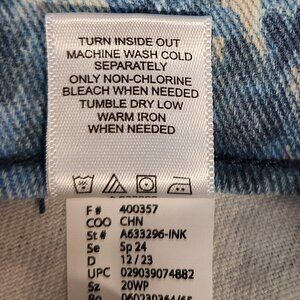 TURN INSIDE OUT
MACHINE WASH COLD
SEPARATELY
ONLY NON-CHLORINE
BLEACH WHEN NEEDED
TUMBLE DRY LOW
WARM IRON
WHEN NEEDED
F # 400357
COO CHN
St # A633296-INK
Se Sp 24
D 12 / 23
UPC 029039074882
Sz 20WP